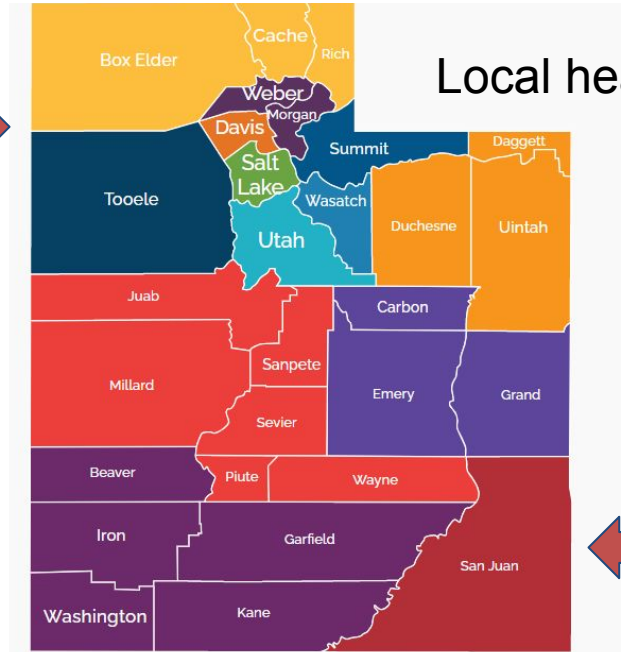 Cache
Rich
Box Elder
Local hea
Weber
Morgan
Davis
Summit
Daggett
Salt
Lake
Tooele
Wasatch
Duchesne
Uintah
Utah
Juab
Carbon
Sanpete
Millard
Emery
Grand
Sevier
Beaver
Piute
Wayne
Iron
Garfield
San Juan
Washington
Kane